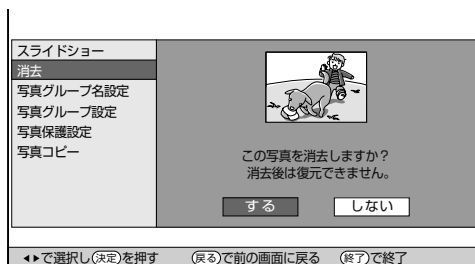 スライドショー
消去
写真グループ名設定
写真グループ設定
写真保護設定
写真コピー
この写真を消去しますか？
消去後は復元できません。
する しない
で選択し決定を押す 戻るで前の画面に戻る 終了で終了